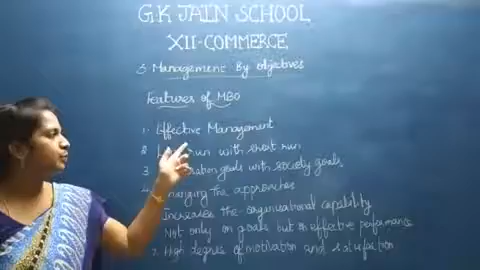 G.K JAIN SCHOOL
XII-COMMERCE
3 Management By objectives
Features of MBO
1. Effective Management
2. run with short run
3. goals with society goals
4. the approaches
Increases the organisational capability
Not only on goals but on effective performance
7. High degree of motivation and satisfaction